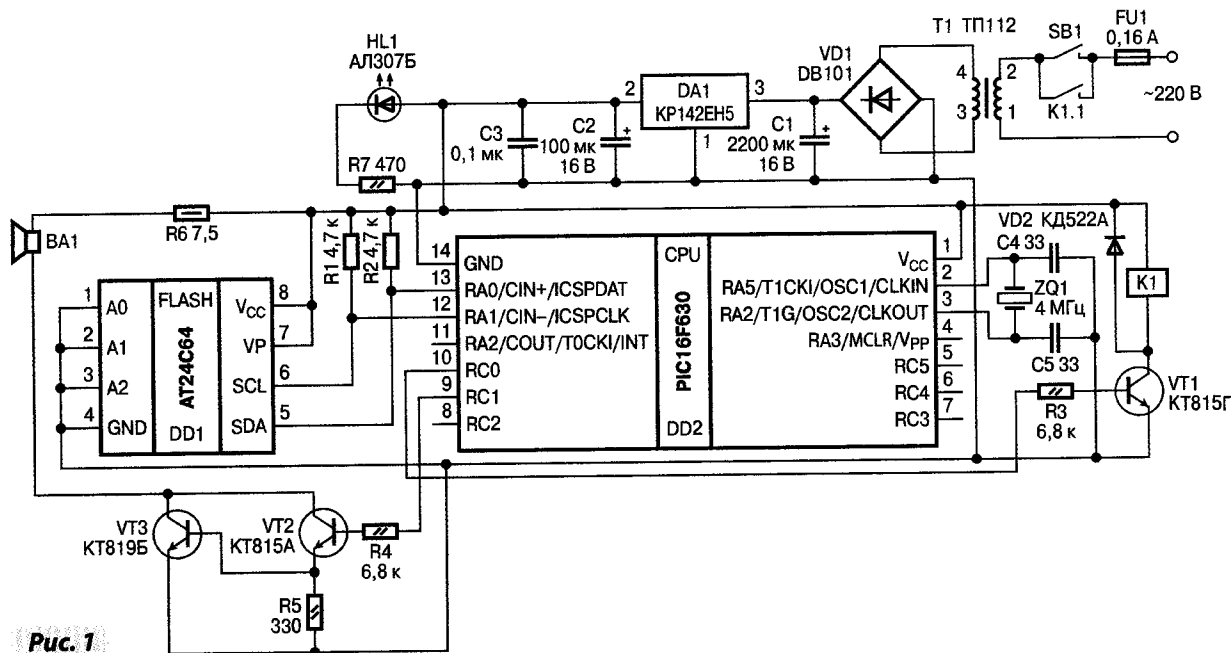 T1 ТП112
SB1
FU1
0,16 А
HL1
АЛ307Б
VD1
DB101
4
3
2
1
K1.1
~220 В
2
DA1
КР142ЕН5
3
1
C3
0,1 мк
C2
100 мк
16 В
+
C1
2200 мк
16 В
+
R7 470
BA1
R6 7,5
R1 4,7 к
R2 4,7 к
VD2 КД522А
C4 33
ZQ1
4 МГц
C5 33
K1
1 A0
2 A1
3 A2
4 GND
FLASH
AT24C64
DD1
VCC 8
VP 7
SCL 6
SDA 5
14 GND
13 RA0/CIN+/ICSPDAT
12 RA1/CIN–/ICSPCLK
11 RA2/COUT/T0CKI/INT
10 RC0
9 RC1
8 RC2
CPU
PIC16F630
DD2
VCC 1
RA5/T1CKI/OSC1/CLKIN 2
RA2/T1G/OSC2/CLKOUT 3
RA3/MCLR/VPP 4
RC5 5
RC4 6
RC3 7
R3
6,8 к
VT1
КТ815Г
VT3
КТ819Б
VT2
КТ815А
R4
6,8 к
R5
330
Рис. 1